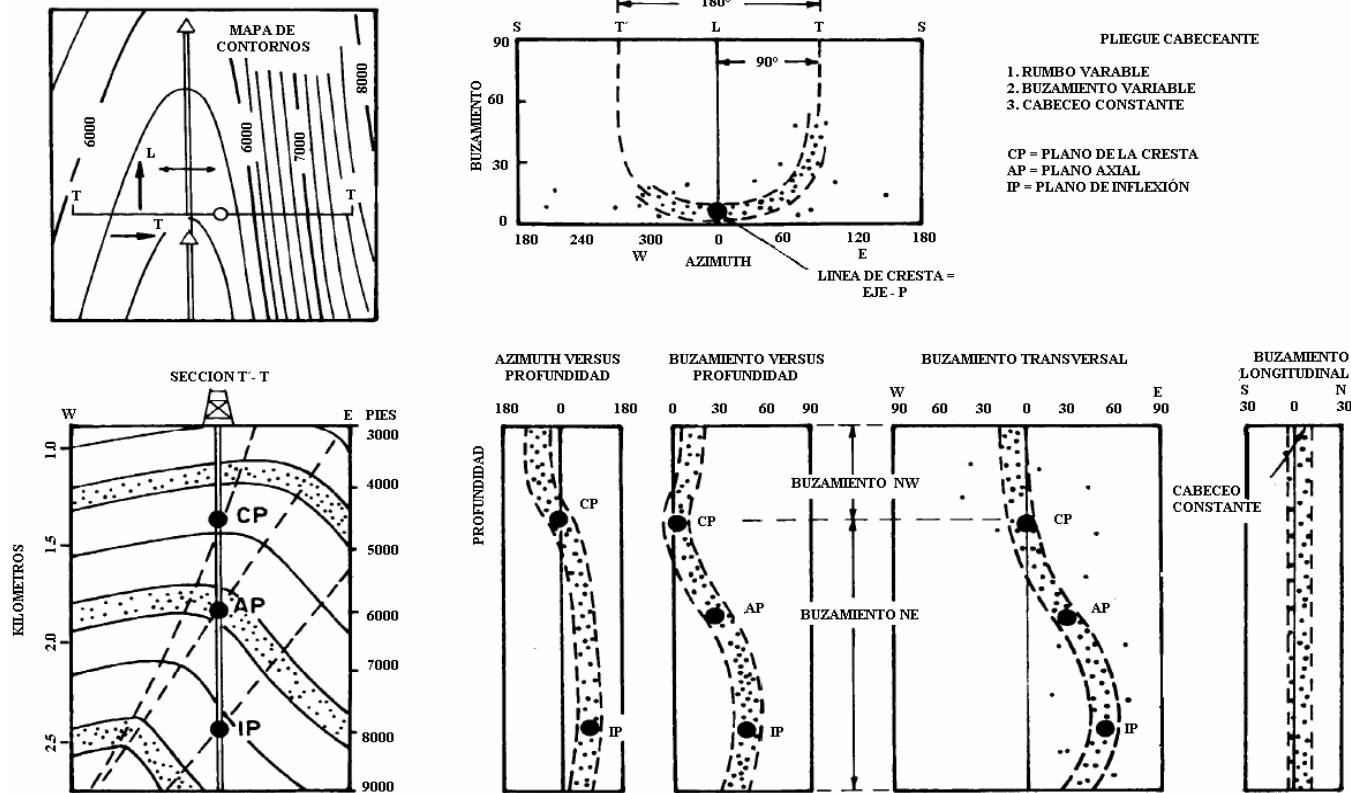 MAPA DE
CONTORNOS
6000
6000
7000
8000
L
T
T
T
180°
S T' L T S
90°
BUZAMIENTO
90
60
30
0
180 240 300 0 60 120 180
W E
AZIMUTH
LINEA DE CRESTA =
EJE - P
PLIEGUE CABECEANTE
1. RUMBO VARABLE
2. BUZAMIENTO VARIABLE
3. CABECEO CONSTANTE
CP = PLANO DE LA CRESTA
AP = PLANO AXIAL
IP = PLANO DE INFLEXIÓN
SECCION T' - T
W E PIES
KILOMETROS
1.0
1.5
2.0
2.5
3000
4000
5000
6000
7000
8000
9000
CP
AP
IP
AZIMUTH VERSUS
PROFUNDIDAD
180 0 180
PROFUNDIDAD
CP
IP
BUZAMIENTO VERSUS
PROFUNDIDAD
0 30 60 90
CP
AP
IP
BUZAMIENTO NW
BUZAMIENTO NE
BUZAMIENTO TRANSVERSAL
W E
90 60 30 0 30 60 90
CP
AP
IP
BUZAMIENTO
LONGITUDINAL
S N
30 0 30
CABECEO
CONSTANTE